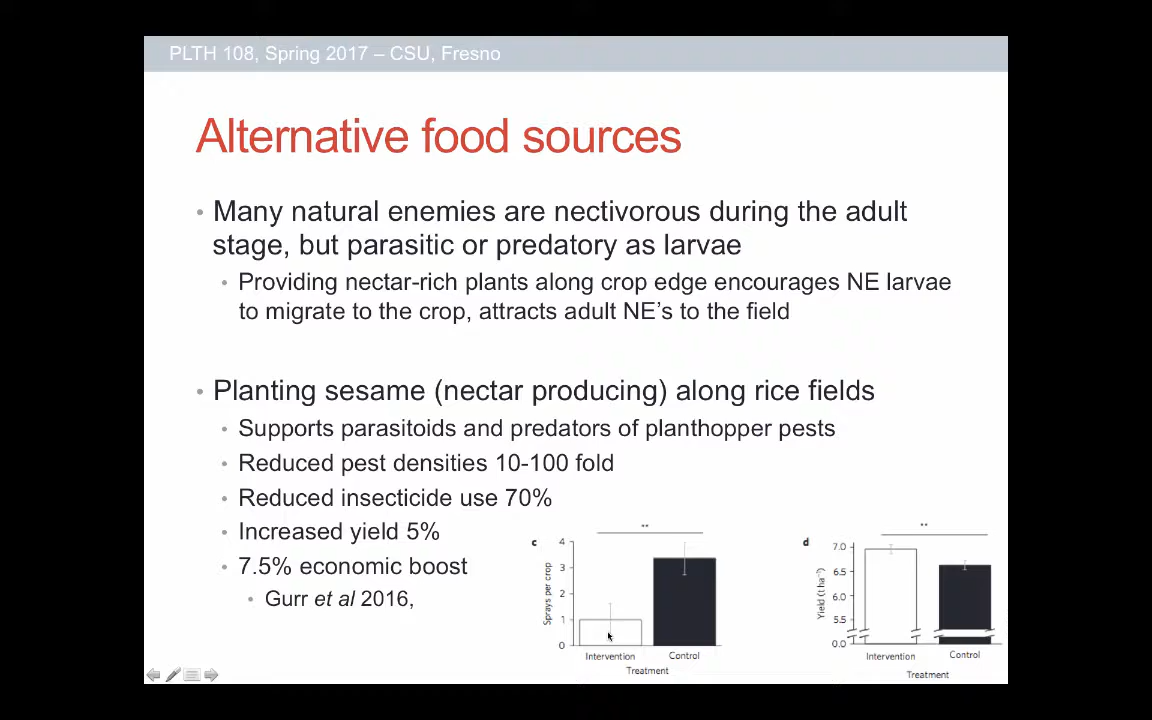 PLTH 108, Spring 2017 – CSU, Fresno
Alternative food sources
• Many natural enemies are nectivorous during the adult
stage, but parasitic or predatory as larvae
• Providing nectar-rich plants along crop edge encourages NE larvae
to migrate to the crop, attracts adult NE’s to the field
• Planting sesame (nectar producing) along rice fields
• Supports parasitoids and predators of planthopper pests
• Reduced pest densities 10-100 fold
• Reduced insecticide use 70%
• Increased yield 5%
• 7.5% economic boost
• Gurr et al 2016,
c
**
Sprays per crop
4
3
2
1
0
Intervention Control
Treatment
d
**
Yield (t ha⁻¹)
7.0
6.5
6.0
5.5
0.0
Intervention Control
Treatment